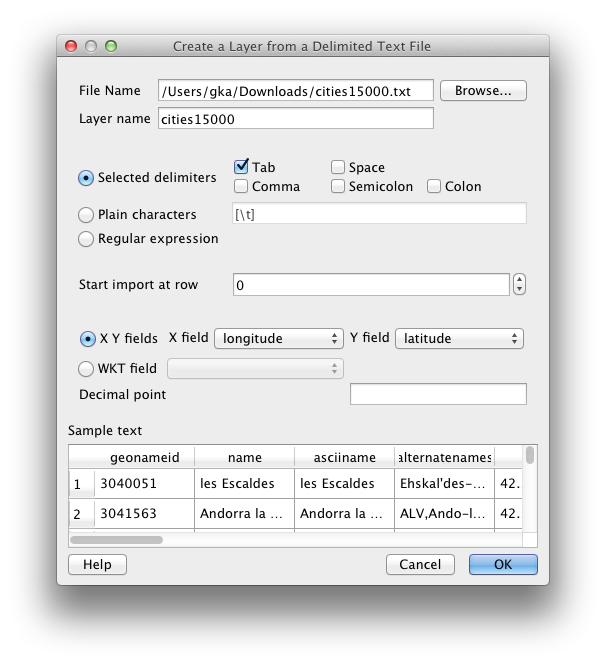 Create a Layer from a Delimited Text File
File Name /Users/gka/Downloads/cities15000.txt Browse...
Layer name cities15000
Selected delimiters Tab Space
Comma Semicolon Colon
Plain characters [\t]
Regular expression
Start import at row 0
X Y fields X field longitude Y field latitude
WKT field
Decimal point
Sample text
geonameid name asciiname alternatenames
1 3040051 les Escaldes les Escaldes Ehskal'des-... 42.
2 3041563 Andorra la ... Andorra la ... ALV,Ando-l... 42.
Help Cancel OK